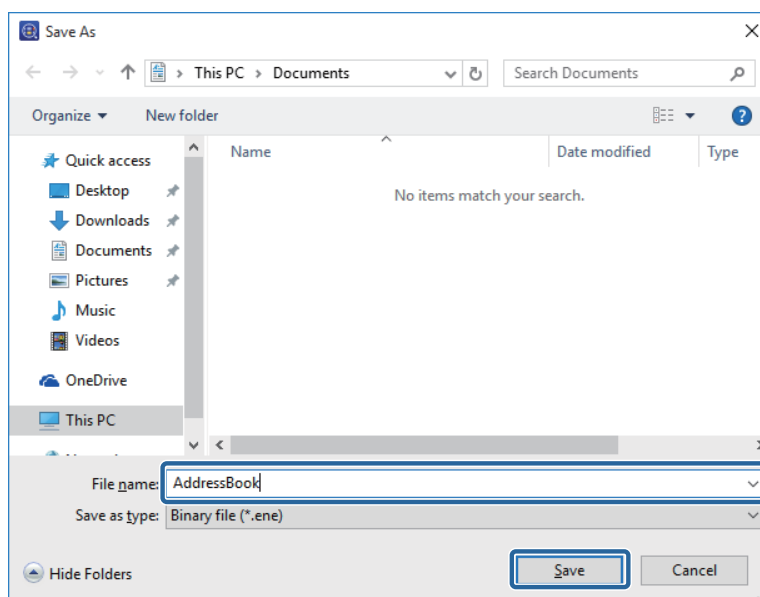 Save As
This PC > Documents
Search Documents
Organize
New folder
?
Name
Date modified
Type
Quick access
No items match your search.
Desktop
Downloads
Documents
Pictures
Music
Videos
OneDrive
This PC
File name: AddressBook
Save as type: Binary file (*.ene)
Hide Folders
Save
Cancel